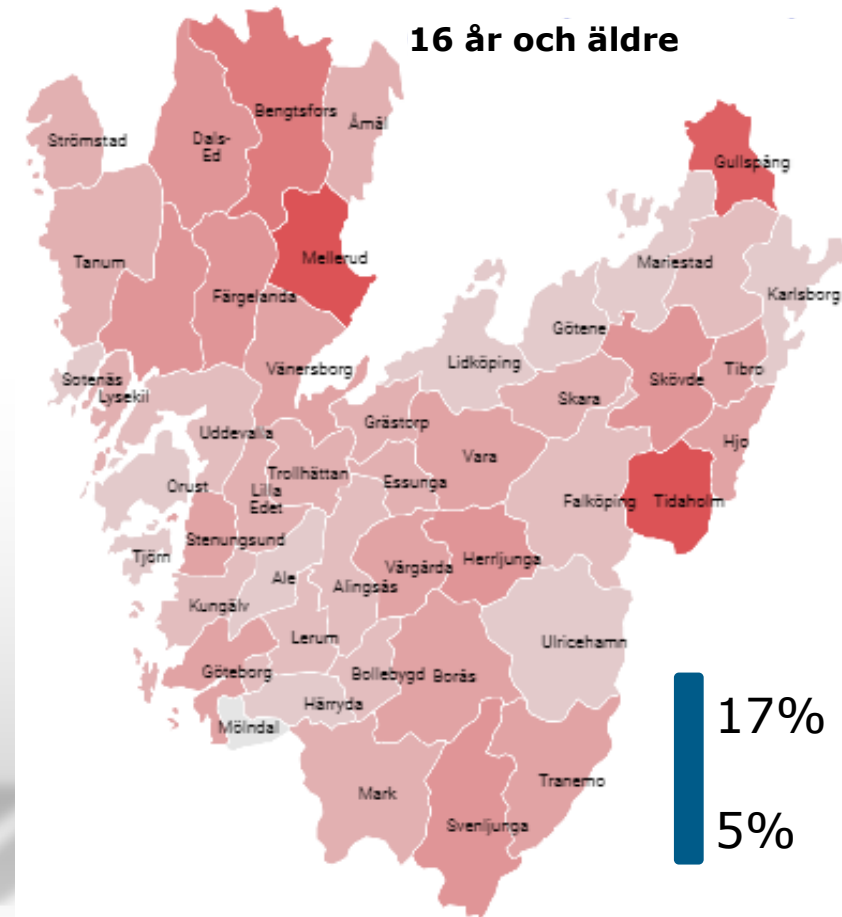 16 år och äldre
Bengtsfors
Åmål
Strömstad
Dals-
Ed
Gullspång
Mellerud
Tanum
Mariestad
Färgelanda
Karlsborg
Götene
Vänersborg
Lidköping
Sotenäs
Skövde
Tibro
Lysekil
Skara
Grästorp
Uddevalla
Hjo
Vara
Trollhättan
Essunga
Orust
Lilla
Edet
Falköping
Tidaholm
Stenungsund
Tjörn
Herrljunga
Vårgårda
Ale
Alingsås
Kungälv
Lerum
Ulricehamn
Göteborg
Bollebygd
Borås
Härryda
Mölndal
17%
Tranemo
Mark
Svenljunga
5%